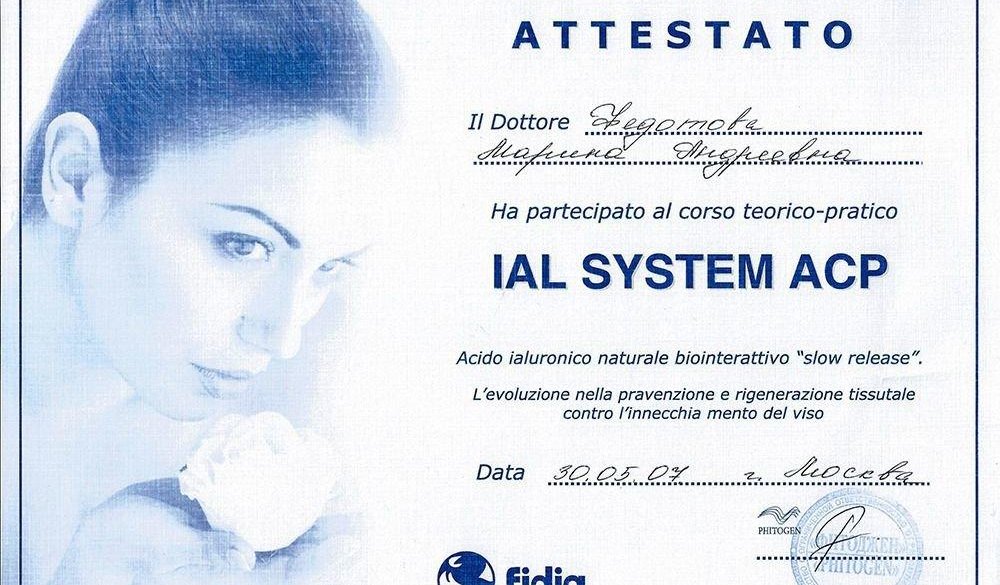 ATTESTATO
Il Dottore Федотова
Марина Андреевна
Ha partecipato al corso teorico-pratico
IAL SYSTEM ACP
Acido ialuronico naturale biointerattivo “slow release”.
L’evoluzione nella pravenzione e rigenerazione tissutale
contro l’innecchia mento del viso
Data 30.05.07 г. Москва
PHITOGEN
ФИТОДЖЕН
PHITOGEN
fidia